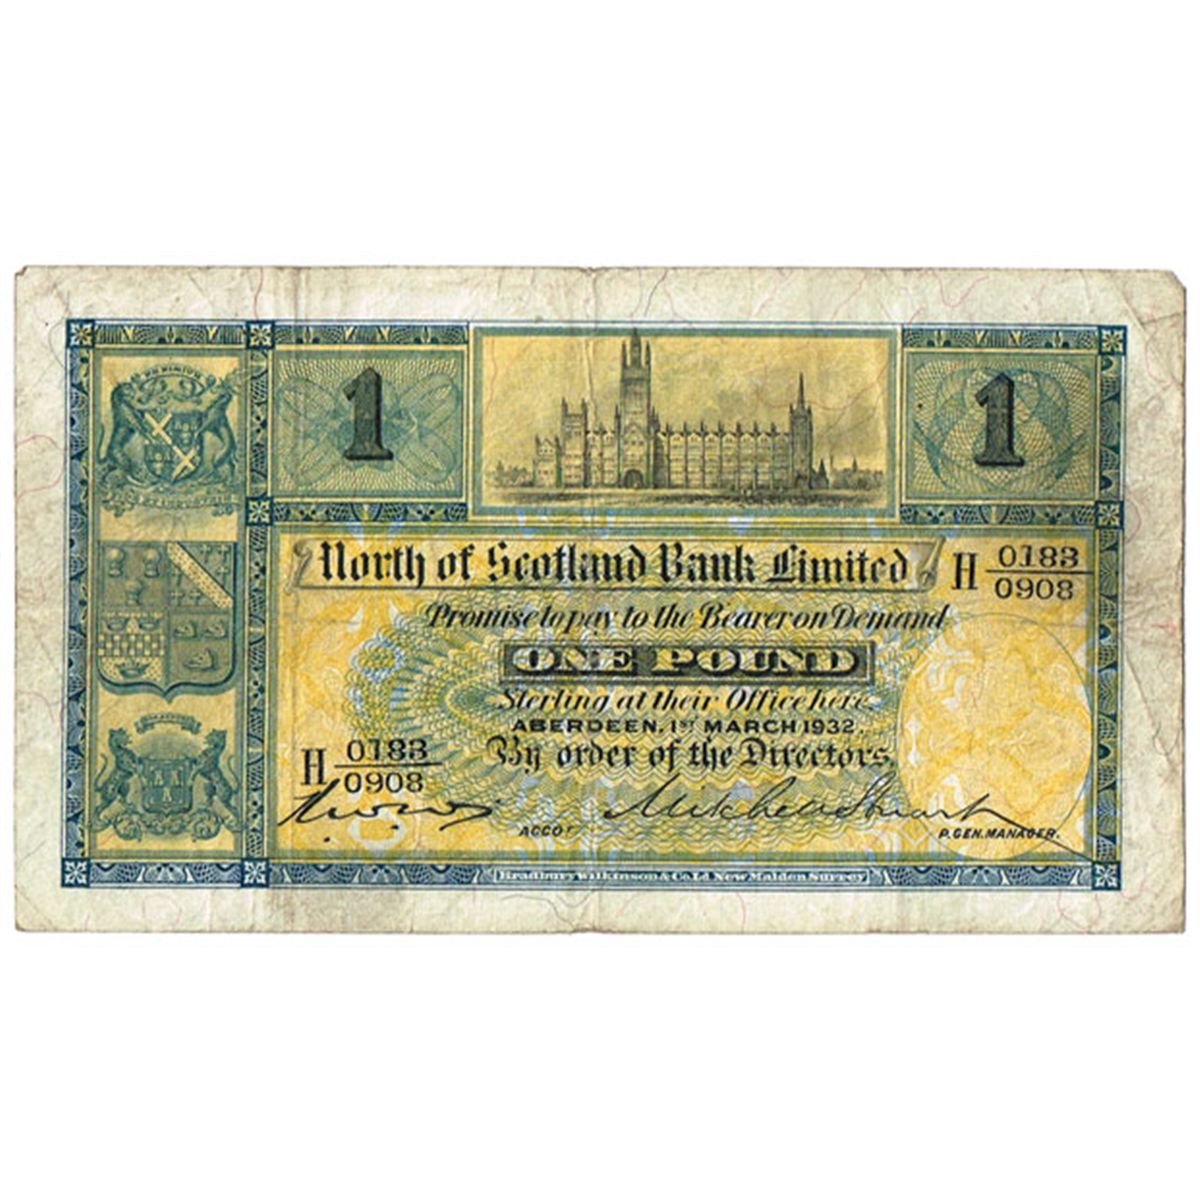 1
1
North of Scotland Bank Limited
H 0183
0908
Promise to pay to the Bearer on Demand
ONE POUND
Sterling at their Office here
ABERDEEN, 1ST MARCH 1932.
By order of the Directors.
H 0183
0908
ACCOT
P. GEN. MANAGER.
Bradbury Wilkinson & Co. Ld New Malden Surrey